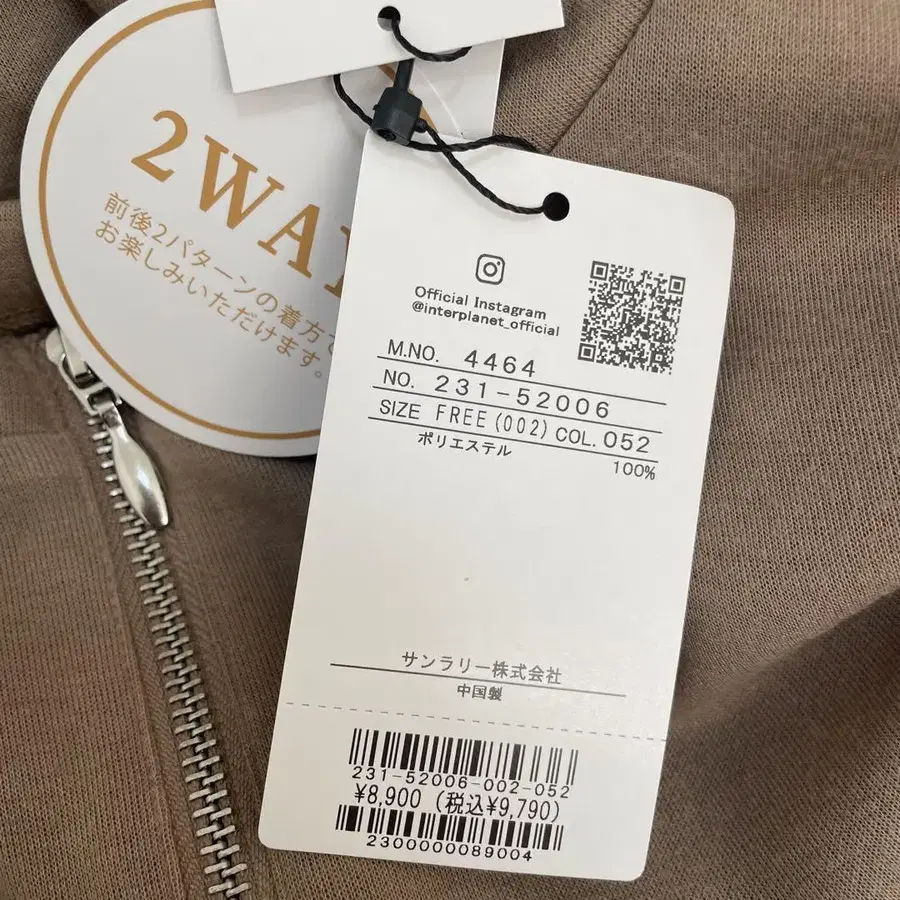 2WAY
前後2パターンの着方で
お楽しみいただけます。
Official Instagram
@interplanet_official
M.NO. 4464
NO. 231-52006
SIZE FREE(002) COL. 052
ポリエステル 100%
サンラリー株式会社
中国製
231-52006-002-052
¥8,900 (税込¥9,790)
2300000089004